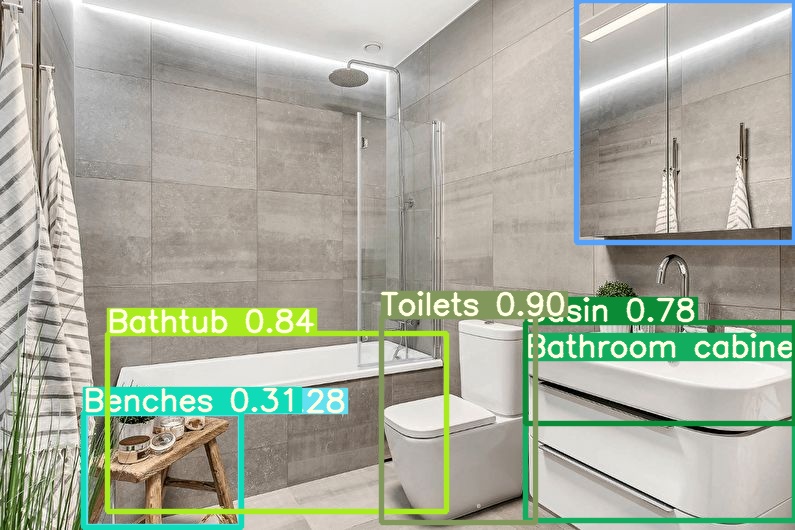 Toilets 0.90
sin 0.78
Bathtub 0.84
Bathroom cabine
Benches 0.31
28